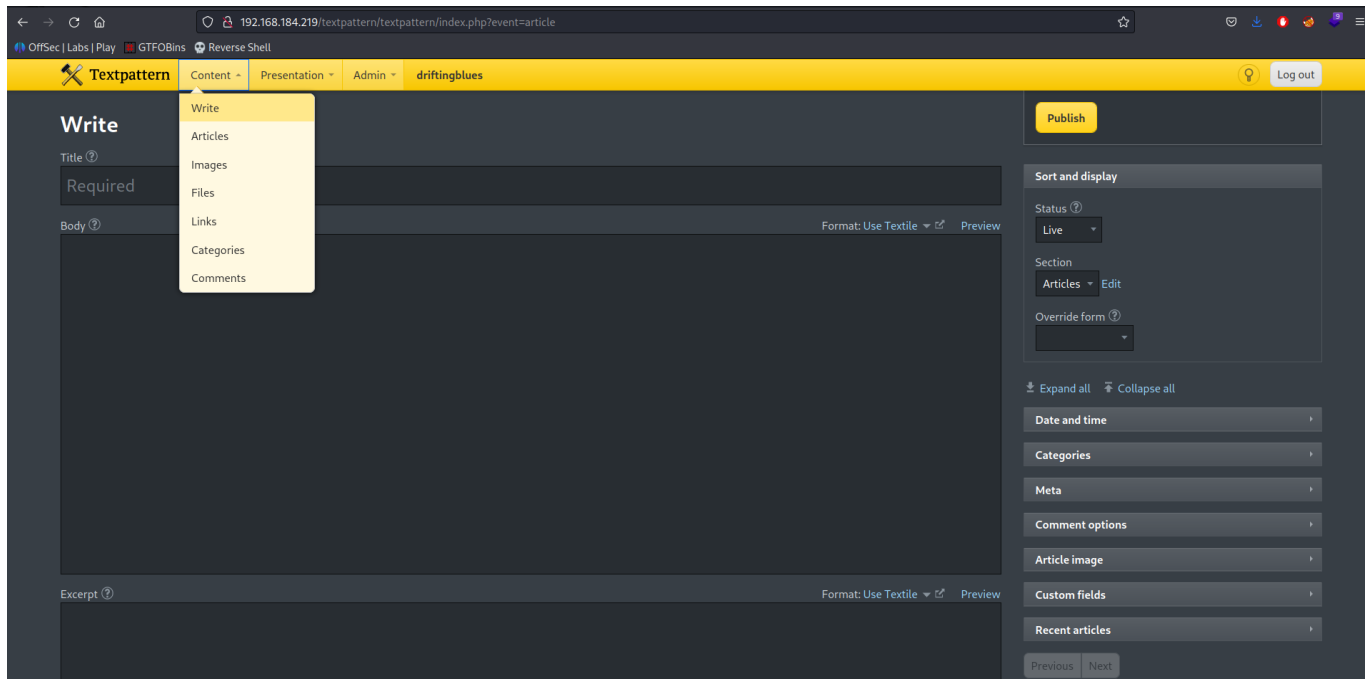 192.168.184.219/textpattern/textpattern/index.php?event=article
9
OffSec | Labs | Play GTFOBins Reverse Shell
Textpattern Content Presentation Admin driftingblues Log out
Write
Articles
Images
Files
Links
Categories
Comments
Write
Title
Required
Body Format: Use Textile Preview
Excerpt Format: Use Textile Preview
Publish
Sort and display
Status
Live
Section
Articles Edit
Override form
Expand all Collapse all
Date and time
Categories
Meta
Comment options
Article image
Custom fields
Recent articles
Previous Next